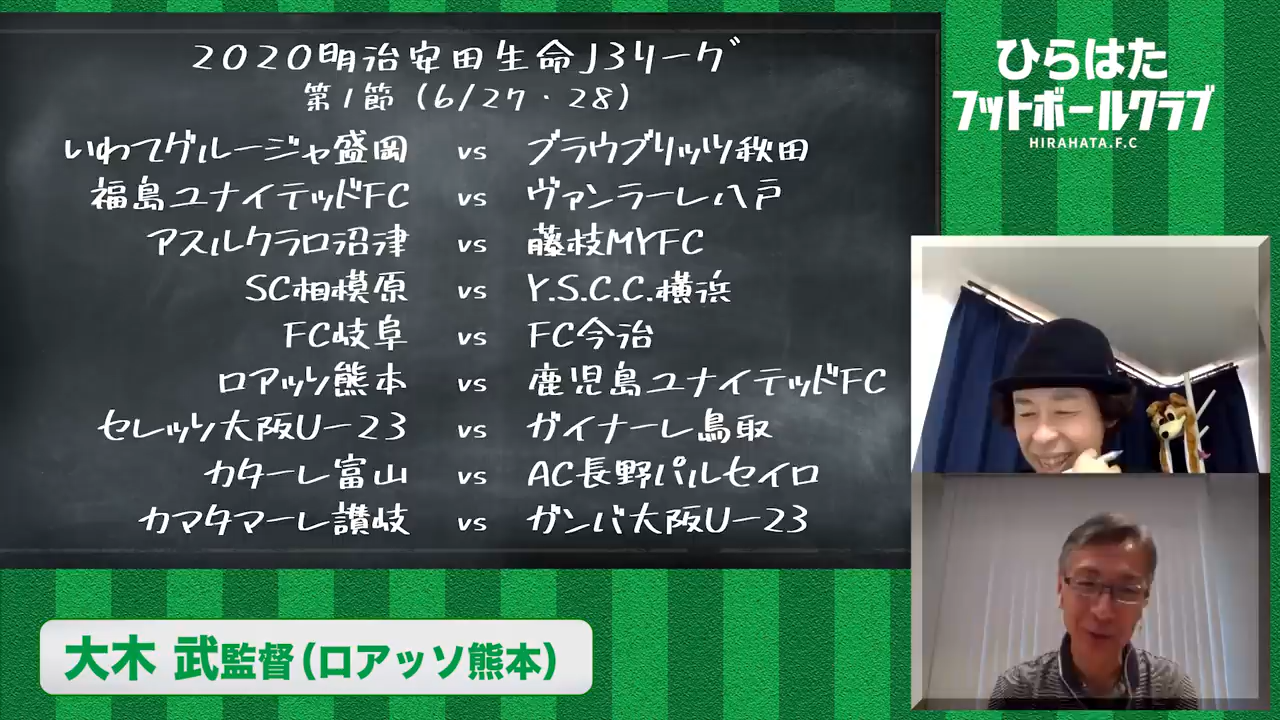 2020明治安田生命J3リーグ
第1節（6/27・28）
いわてグルージャ盛岡 vs ブラウブリッツ秋田
福島ユナイテッドFC vs ヴァンラーレ八戸
アスルクラロ沼津 vs 藤枝MYFC
SC相模原 vs Y.S.C.C.横浜
FC岐阜 vs FC今治
ロアッソ熊本 vs 鹿児島ユナイテッドFC
セレッソ大阪U−23 vs ガイナーレ鳥取
カターレ富山 vs AC長野パルセイロ
カマタマーレ讃岐 vs ガンバ大阪U−23
ひらはた
フットボールクラブ
HIRAHATA.F.C
大木 武監督（ロアッソ熊本）